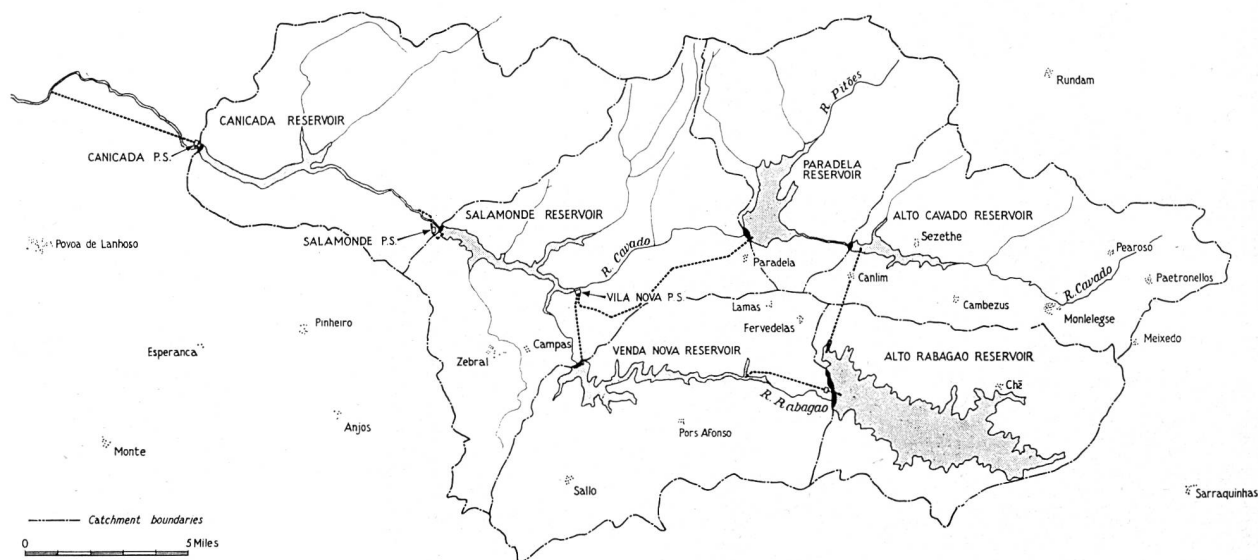 Rundam
R. Pitões
CANICADA RESERVOIR
CANICADA P.S.
PARADELA
RESERVOIR
SALAMONDE RESERVOIR
ALTO CAVADO RESERVOIR
Sezethe
SALAMONDE P.S.
Povoa de Lanhoso
R. Cavado
Pearoso
Paradela
Canlim
R. Cavado
Paetronellos
VILA NOVA P.S.
Lamas
Cambezus
Monlelegse
Fervedelas
Pinheiro
Meixedo
Campas
Esperanca
Zebral
VENDA NOVA RESERVOIR
ALTO RABAGAO RESERVOIR
Chã
R. Rabagao
Anjos
Pors Afonso
Monte
Sallo
Sarraquinhas
Catchment boundaries
0 5 Miles